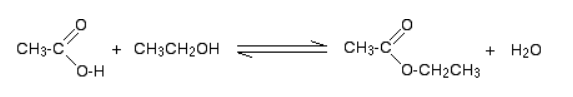 CH3-C O O-H + CH3CH2OH CH3-C O O-CH2CH3 + H2O